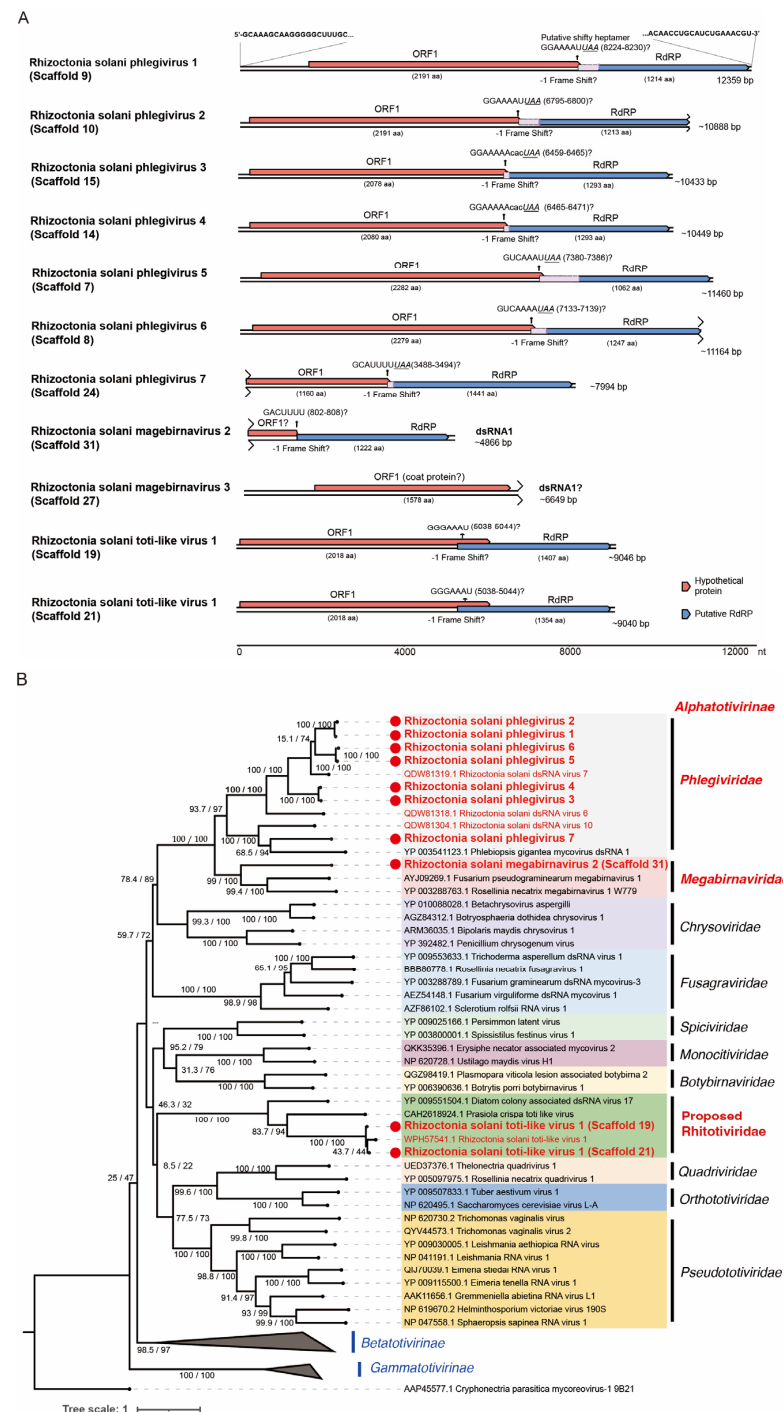 A
5'-GCAAAGCAAGGGGGCUUUGC...
...ACAACCUGCAUCUGAAACGU-3'
Putative shifty heptamer
GGAAAAUUAA (8224-8230)?
Rhizoctonia solani phlegivirus 1
(Scaffold 9)
ORF1
RdRP
(2191 aa)
-1 Frame Shift?
(1214 aa)
12359 bp
GGAAAAUUAA (6795-6800)?
Rhizoctonia solani phlegivirus 2
(Scaffold 10)
ORF1
RdRP
(2191 aa)
-1 Frame Shift?
(1213 aa)
~10888 bp
GGAAAAAcacUAA (6459-6465)?
Rhizoctonia solani phlegivirus 3
(Scaffold 15)
ORF1
RdRP
(2078 aa)
-1 Frame Shift?
(1293 aa)
~10433 bp
GGAAAAAcacUAA (6465-6471)?
Rhizoctonia solani phlegivirus 4
(Scaffold 14)
ORF1
RdRP
(2080 aa)
-1 Frame Shift?
(1293 aa)
~10449 bp
GUCAAAUUAA (7380-7386)?
Rhizoctonia solani phlegivirus 5
(Scaffold 7)
ORF1
RdRP
(2282 aa)
-1 Frame Shift?
(1062 aa)
~11460 bp
GUCAAAAUAA (7133-7139)?
Rhizoctonia solani phlegivirus 6
(Scaffold 8)
ORF1
RdRP
(2279 aa)
-1 Frame Shift?
(1247 aa)
~11164 bp
GCAUUUUUAA(3488-3494)?
Rhizoctonia solani phlegivirus 7
(Scaffold 24)
ORF1
RdRP
(1160 aa)
-1 Frame Shift?
(1441 aa)
~7994 bp
GACUUUU (802-808)?
Rhizoctonia solani magebirnavirus 2
(Scaffold 31)
ORF1?
RdRP
dsRNA1
-1 Frame Shift?
(1222 aa)
~4866 bp
Rhizoctonia solani magebirnavirus 3
(Scaffold 27)
ORF1 (coat protein?)
dsRNA1?
(1578 aa)
~6649 bp
GGGAAAU (5038-5044)?
Rhizoctonia solani toti-like virus 1
(Scaffold 19)
ORF1
RdRP
(2018 aa)
-1 Frame Shift?
(1407 aa)
~9046 bp
GGGAAAU (5038-5044)?
Rhizoctonia solani toti-like virus 1
(Scaffold 21)
ORF1
RdRP
(2018 aa)
-1 Frame Shift?
(1354 aa)
~9040 bp
Hypothetical
protein
Putative RdRP
0 4000 8000 12000 nt
B
Alphatotivirinae
100 / 100 Rhizoctonia solani phlegivirus 2
15.1 / 74 Rhizoctonia solani phlegivirus 1
Rhizoctonia solani phlegivirus 6
100 / 100
100 / 100 Rhizoctonia solani phlegivirus 5
QDW81319.1 Rhizoctonia solani dsRNA virus 7
Phlegiviridae
100 / 100 Rhizoctonia solani phlegivirus 4
100 / 100 Rhizoctonia solani phlegivirus 3
93.7 / 97 QDW81318.1 Rhizoctonia solani dsRNA virus 6
QDW81304.1 Rhizoctonia solani dsRNA virus 10
100 / 100 100 / 100 Rhizoctonia solani phlegivirus 7
68.5 / 94 YP 003541123.1 Phlebiopsis gigantea mycovirus dsRNA 1
Rhizoctonia solani megabirnavirus 2 (Scaffold 31)
78.4 / 89 99 / 100 AYJ09269.1 Fusarium pseudograminearum megabirnavirus 1
Megabirnaviridae
99.4 / 100 YP 003288763.1 Rosellinia necatrix megabirnavirus 1 W779
YP 010088028.1 Betachrysovirus aspergilli
99.3 / 100 AGZ84312.1 Botryosphaeria dothidea chrysovirus 1
Chrysoviridae
59.7 / 72 100 / 100 ARM36035.1 Bipolaris maydis chrysovirus 1
YP 392482.1 Penicillium chrysogenum virus
100 / 100 YP 009553633.1 Trichoderma asperellum dsRNA virus 1
65.1 / 95 BBB86778.1 Rosellinia necatrix fusagravirus 1
Fusagraviridae
100 / 100 YP 003288789.1 Fusarium graminearum dsRNA mycovirus-3
98.9 / 98 AEZ54148.1 Fusarium virguliforme dsRNA mycovirus 1
AZF86102.1 Sclerotium rolfsii RNA virus 1
YP 009025166.1 Persimmon latent virus
Spiciviridae
100 / 100 YP 003800001.1 Spissistilus festinus virus 1
95.2 / 79 QKK35396.1 Erysiphe necator associated mycovirus 2
Monocitiviridae
100 / 100 NP 620728.1 Ustilago maydis virus H1
31.3 / 76 QGZ98419.1 Plasmopara viticola lesion associated botybirna 2
Botybirnaviridae
100 / 100 YP 006390636.1 Botrytis porri botybirnavirus 1
46.3 / 32 YP 009551504.1 Diatom colony associated dsRNA virus 17
100 / 100 CAH2618924.1 Prasiola crispa toti like virus
Proposed
Rhitotiviridae
83.7 / 94 Rhizoctonia solani toti-like virus 1 (Scaffold 19)
100 / 100 WPH57541.1 Rhizoctonia solani toti-like virus 1
43.7 / 44 Rhizoctonia solani toti-like virus 1 (Scaffold 21)
8.5 / 22 UED37376.1 Thelonectria quadrivirus 1
Quadriviridae
25 / 47 100 / 100 YP 005097975.1 Rosellinia necatrix quadrivirus 1
99.6 / 100 YP 009507833.1 Tuber aestivum virus 1
Orthototiviridae
100 / 100 NP 620495.1 Saccharomyces cerevisiae virus L-A
77.5 / 73 NP 620730.2 Trichomonas vaginalis virus
99.8 / 100 QYV44573.1 Trichomonas vaginalis virus 2
100 / 100 YP 009030005.1 Leishmania aethiopica RNA virus
100 / 100 NP 041191.1 Leishmania RNA virus 1
98.8 / 100 QIJ70039.1 Eimeria stiedai RNA virus 1
Pseudototiviridae
100 / 100 YP 009115500.1 Eimeria tenella RNA virus 1
91.4 / 97 AAK11656.1 Gremmeniella abietina RNA virus L1
93 / 99 NP 619670.2 Helminthosporium victoriae virus 190S
99.9 / 100 NP 047558.1 Sphaeropsis sapinea RNA virus 1
98.5 / 97 Betatotivirinae
100 / 100 Gammatotivirinae
AAP45577.1 Cryphonectria parasitica mycoreovirus-1 9B21
Tree scale: 1